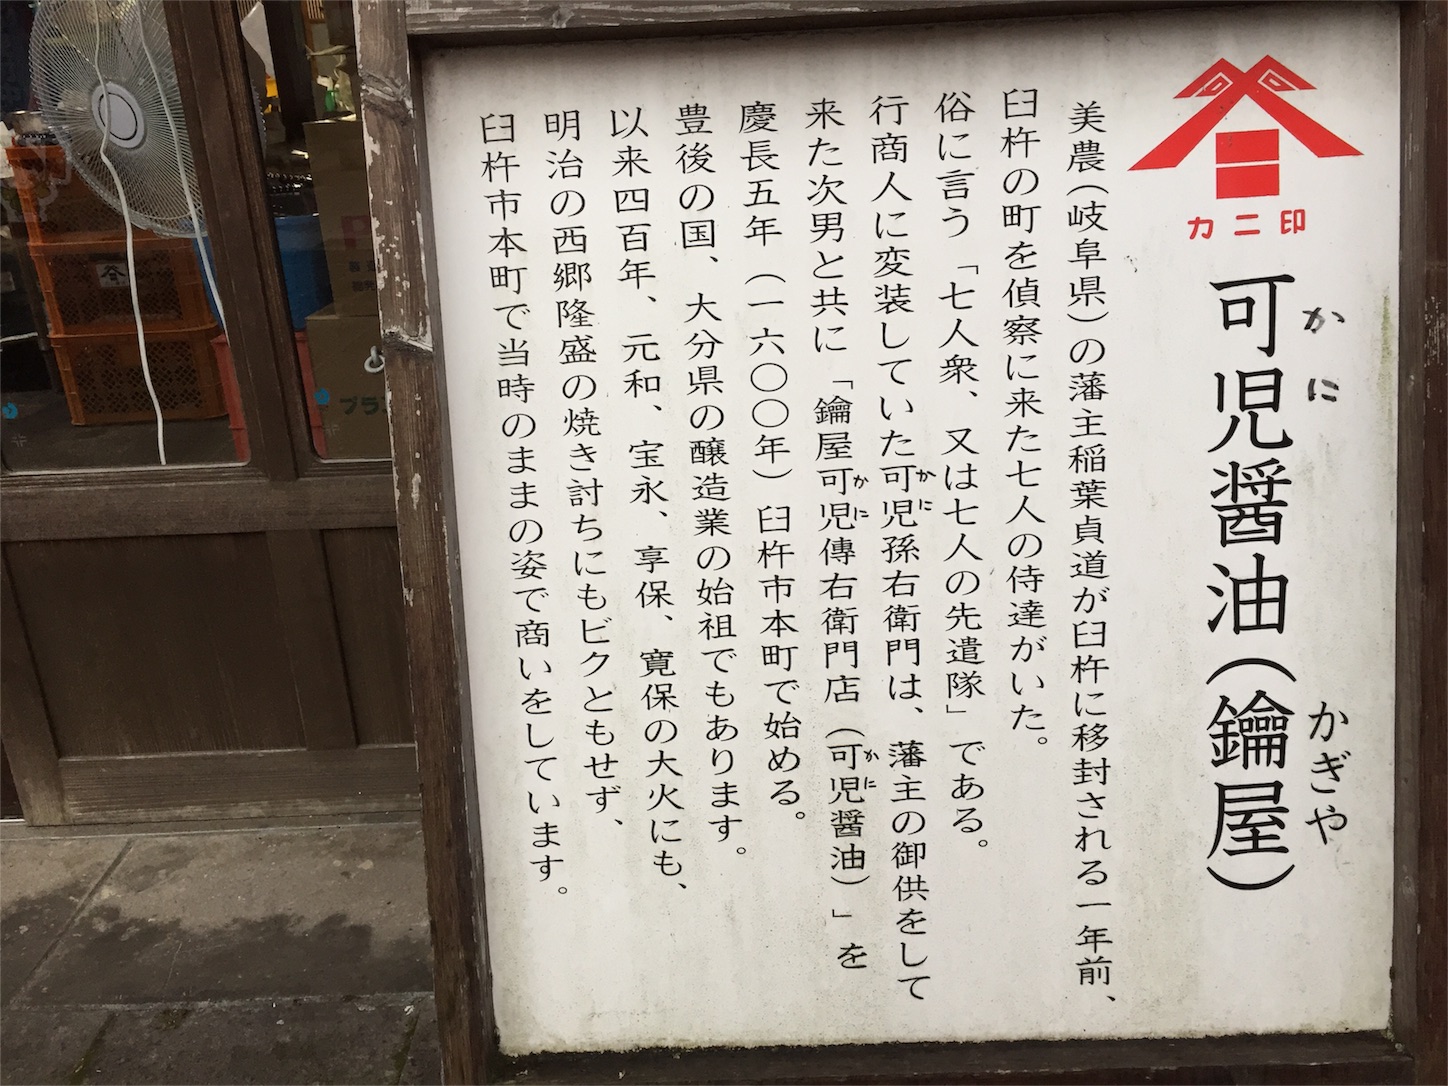 カニ印
可児醤油（鑰屋）
かに
かぎや
美農（岐阜県）の藩主稲葉貞道が臼杵に移封される一年前、
臼杵の町を偵察に来た七人の侍達がいた。
俗に言う「七人衆、又は七人の先遣隊」である。
行商人に変装していた可児孫右衛門は、藩主の御供をして
かに
来た次男と共に「鑰屋可児傳右衛門店（可児醤油）」を
かに
かに
慶長五年（一六〇〇年）臼杵市本町で始める。
豊後の国、大分県の醸造業の始祖でもあります。
以来四百年、元和、宝永、享保、寛保の大火にも、
明治の西郷隆盛の焼き討ちにもビクともせず、
臼杵市本町で当時のままの姿で商いをしています。
プラ